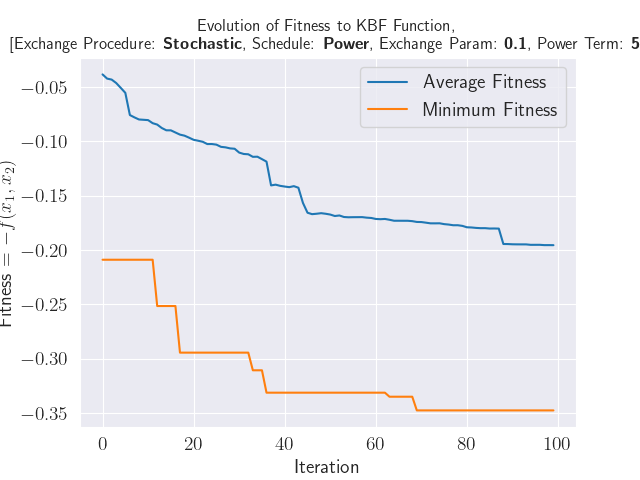 Evolution of Fitness to KBF Function,
[Exchange Procedure: Stochastic, Schedule: Power, Exchange Param: 0.1, Power Term: 5
Average Fitness
Minimum Fitness
−0.05
−0.10
−0.15
−0.20
−0.25
−0.30
−0.35
Fitness = −f(x₁, x₂)
0 20 40 60 80 100
Iteration